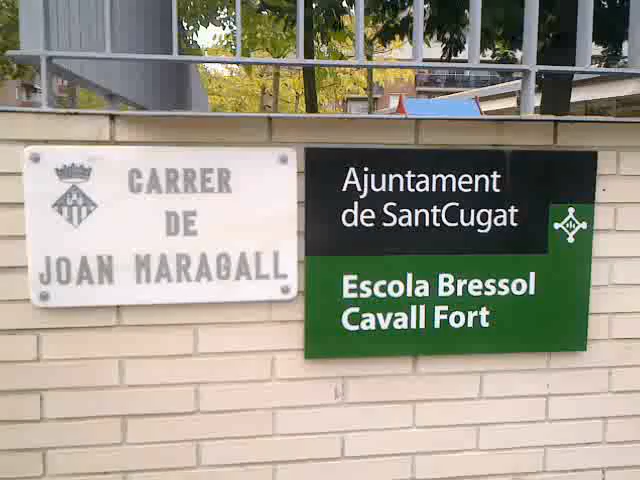 CARRER
DE
JOAN MARAGALL
Ajuntament
de SantCugat
Escola Bressol
Cavall Fort